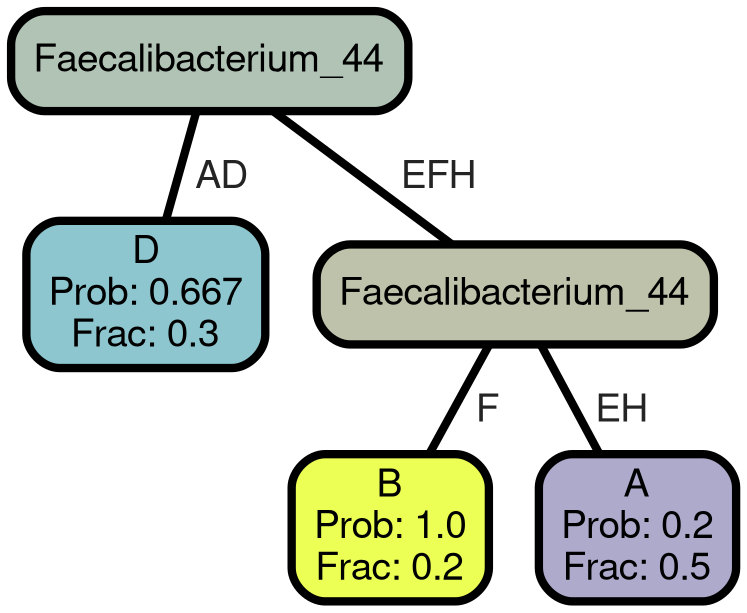 Faecalibacterium_44
AD
EFH
D
Prob: 0.667
Frac: 0.3
Faecalibacterium_44
F
EH
B
Prob: 1.0
Frac: 0.2
A
Prob: 0.2
Frac: 0.5